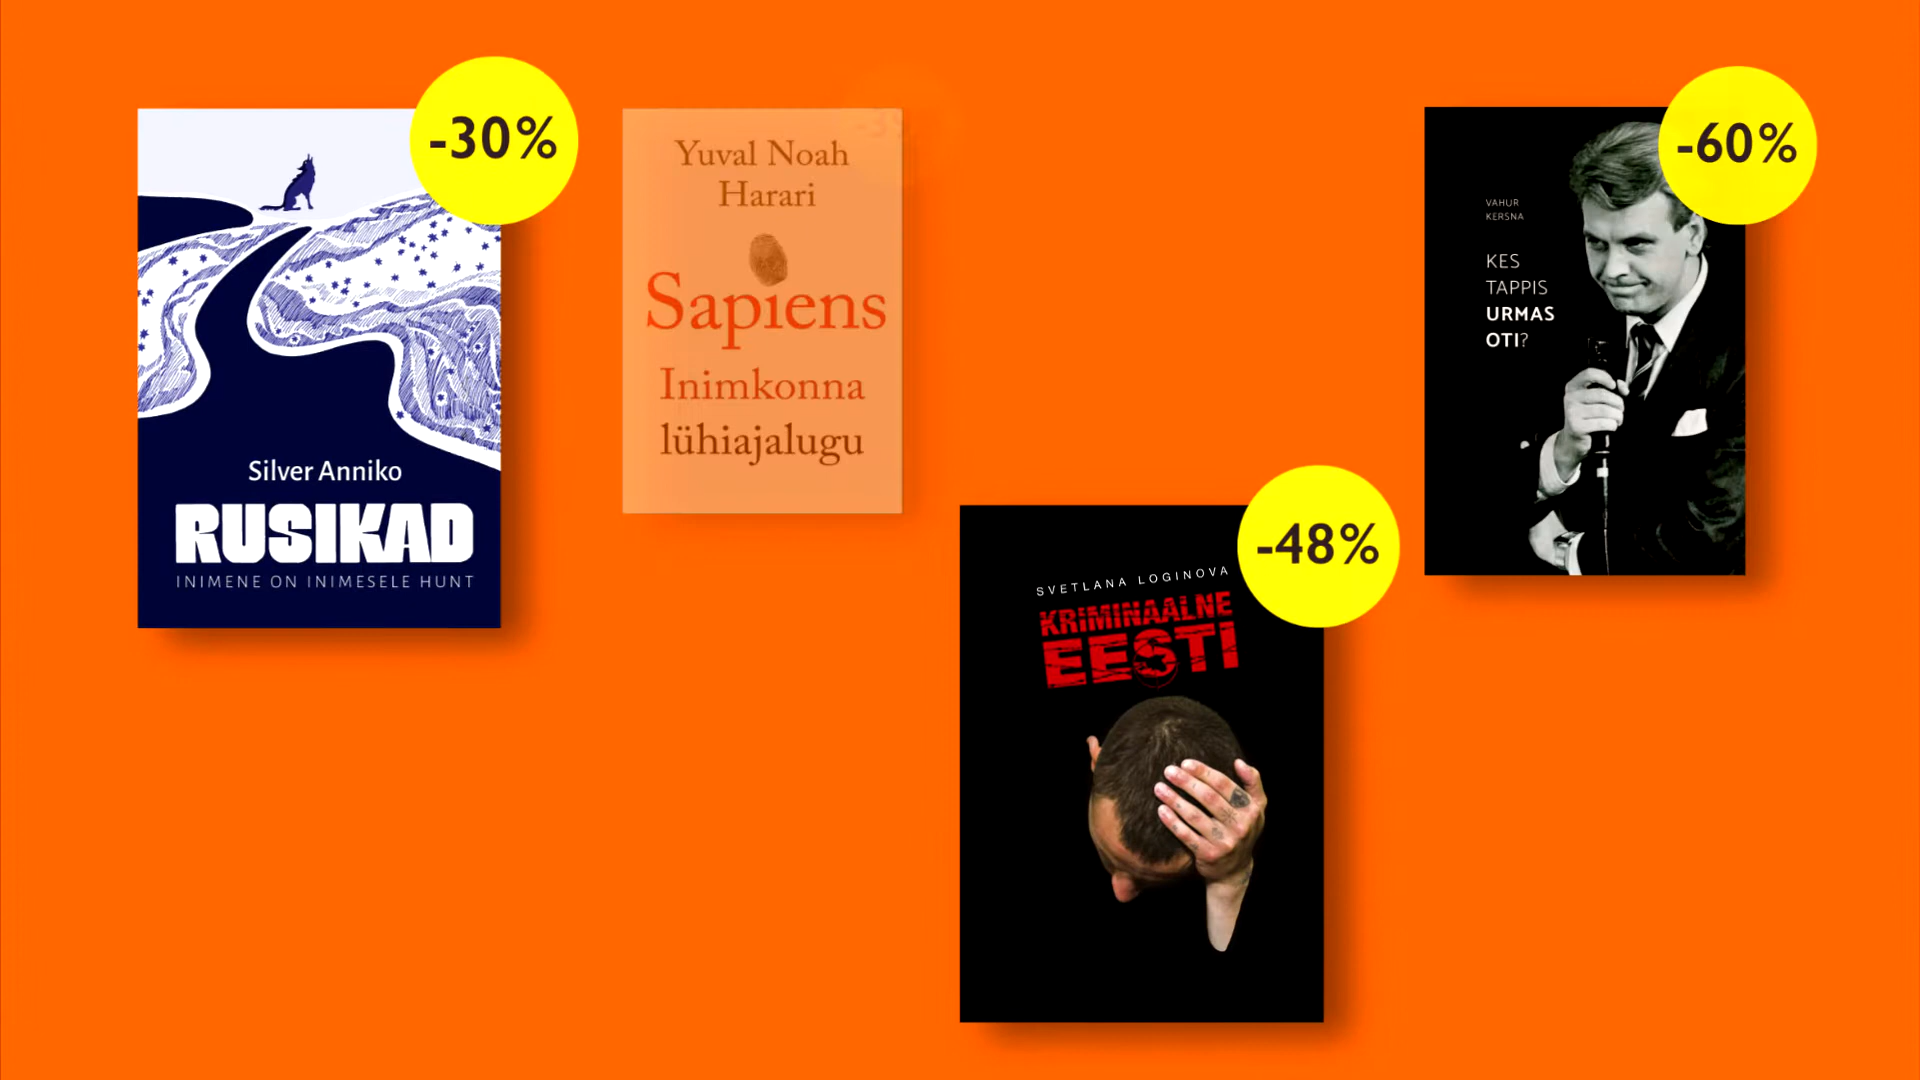 -30%
Silver Anniko
RUSIKAD
INIMENE ON INIMESELE HUNT
Yuval Noah
Harari
Sapiens
Inimkonna
lühiajalugu
-48%
SVETLANA LOGINOVA
KRIMINAALNE
EESTI
-60%
VAHUR
KERSNA
KES
TAPPIS
URMAS
OTI?